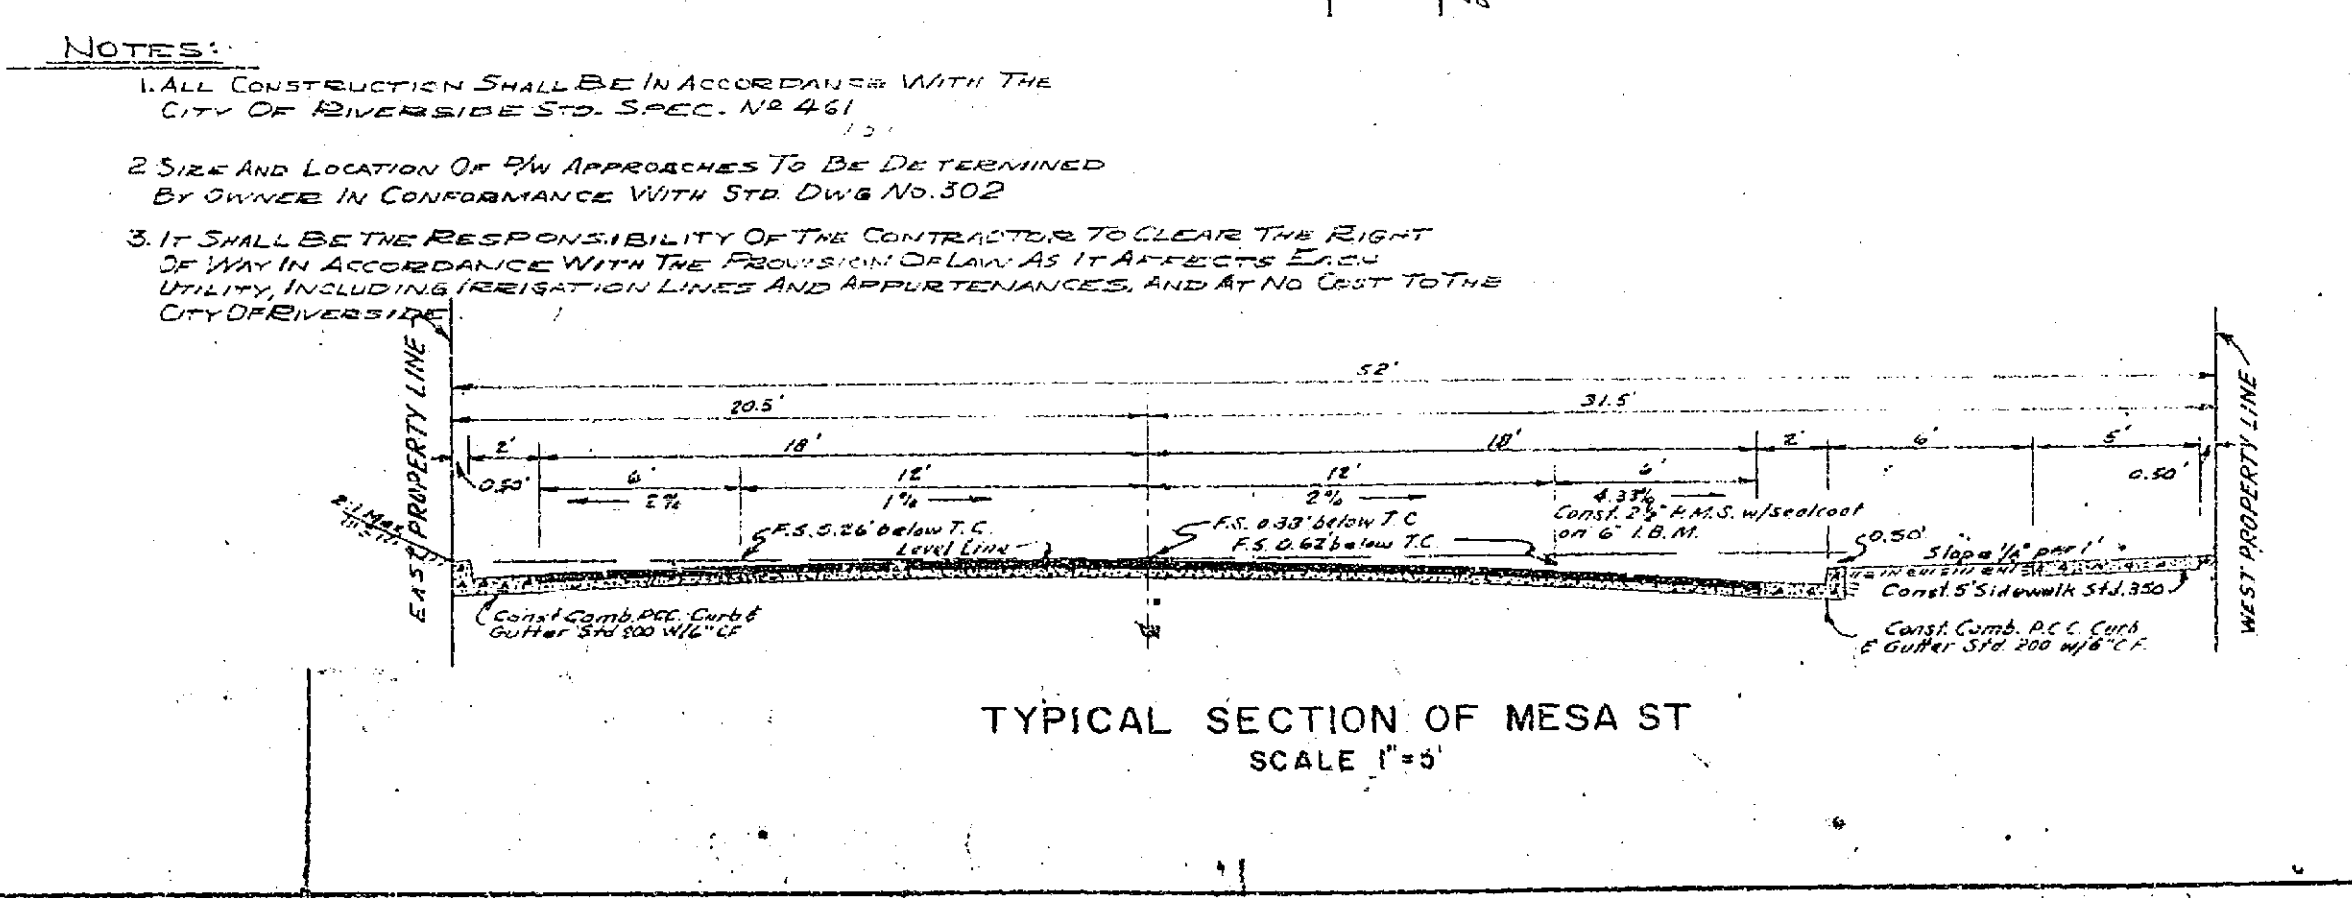 NOTES:
1. ALL CONSTRUCTION SHALL BE IN ACCORDANCE WITH THE
CITY OF RIVERSIDE STD. SPEC. Nº 461
2 SIZE AND LOCATION OF D/W APPROACHES TO BE DETERMINED
BY OWNER IN CONFORMANCE WITH STD. DWG NO. 302
3. IT SHALL BE THE RESPONSIBILITY OF THE CONTRACTOR TO CLEAR THE RIGHT
OF WAY IN ACCORDANCE WITH THE PROVISION OF LAW AS IT AFFECTS EACH
UTILITY, INCLUDING IRRIGATION LINES AND APPURTENANCES, AND AT NO COST TO THE
CITY OF RIVERSIDE.
EAST PROPERTY LINE
WEST PROPERTY LINE
52'
20.5'
31.5'
2'
18'
18'
2'
6'
5'
0.50'
6'
12'
12'
6'
0.50'
2%
1%
2%
4.33%
2:1 Max
F.S. 0.26' below T.C.
Level Line
F.S. 0.33' below T.C
F.S. 0.62' below T.C.
Const. 2½" P.M.S. w/sealcoat
on 6" I.B.M.
0.50'
Slope ¼" per 1'
Const. 5' Sidewalk Std. 350
Const Comb. P.C.C. Curb &
Gutter Std 200 W/6" CF
Const. Comb. P.C.C. Curb
& Gutter Std. 200 w/6" C.F.
TYPICAL SECTION OF MESA ST
SCALE 1"=5'